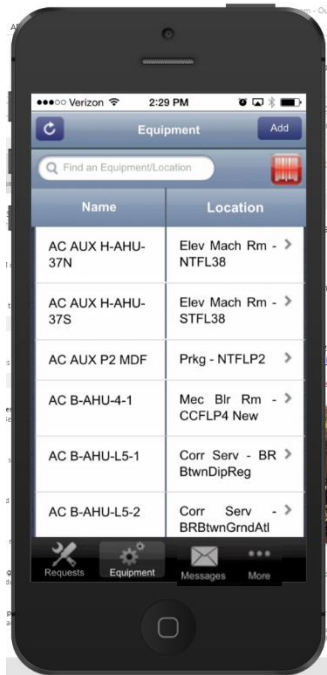 Verizon 2:29 PM
Equipment Add
Find an Equipment/Location
Name Location
AC AUX H-AHU- Elev Mach Rm -
37N NTFL38
AC AUX H-AHU- Elev Mach Rm -
37S STFL38
AC AUX P2 MDF Prkg - NTFLP2
AC B-AHU-4-1 Mec Blr Rm -
CCFLP4 New
AC B-AHU-L5-1 Corr Serv - BR
BtwnDipReg
AC B-AHU-L5-2 Corr Serv -
BRBtwnGrndAtl
Requests Equipment Messages More